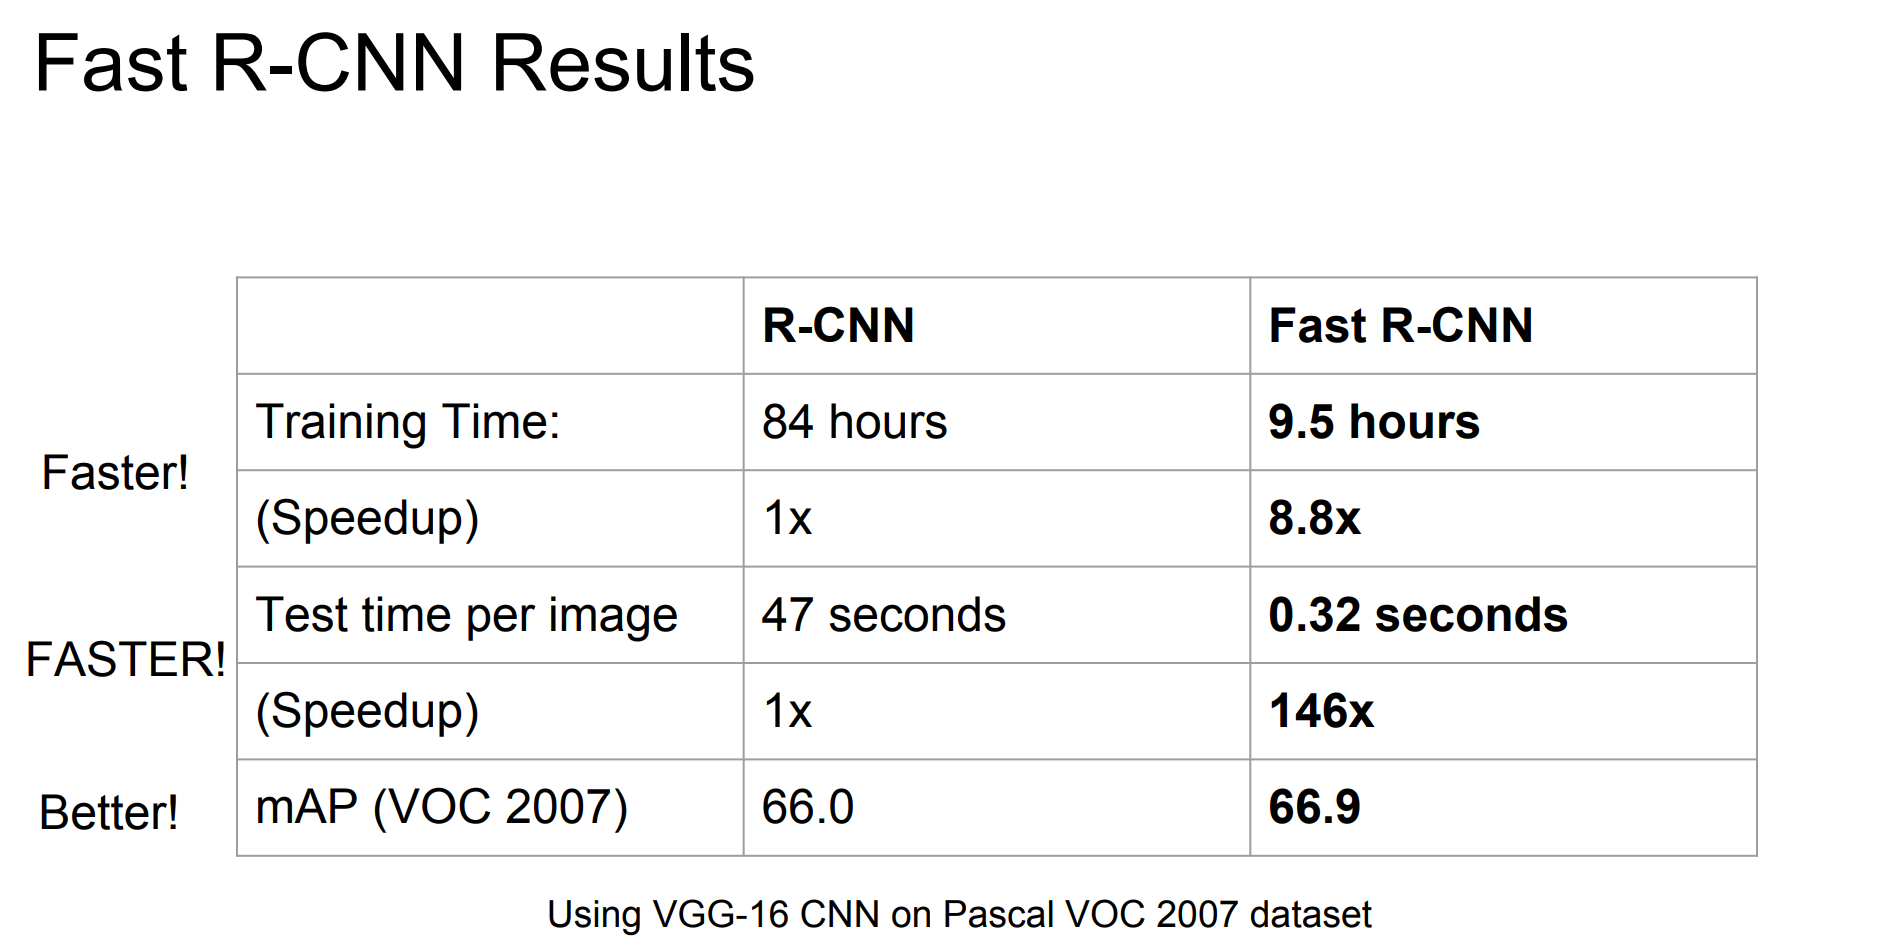 Fast R-CNN Results
R-CNN Fast R-CNN
Training Time: 84 hours 9.5 hours
Faster!
(Speedup) 1x 8.8x
Test time per image 47 seconds 0.32 seconds
FASTER!
(Speedup) 1x 146x
Better! mAP (VOC 2007) 66.0 66.9
Using VGG-16 CNN on Pascal VOC 2007 dataset